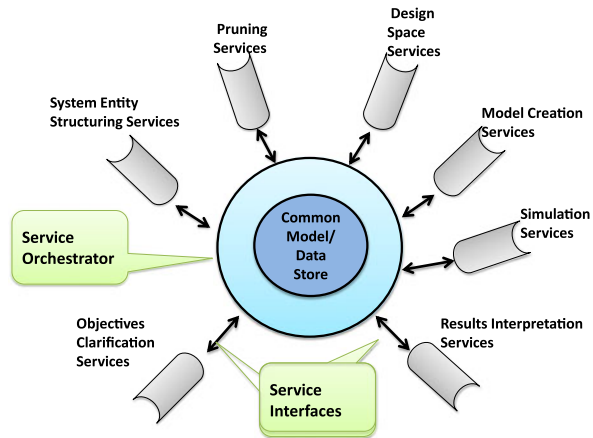 Pruning
Services
Design
Space
Services
System Entity
Structuring Services
Model Creation
Services
Common
Model/
Data
Store
Simulation
Services
Service
Orchestrator
Objectives
Clarification
Services
Service
Interfaces
Results Interpretation
Services